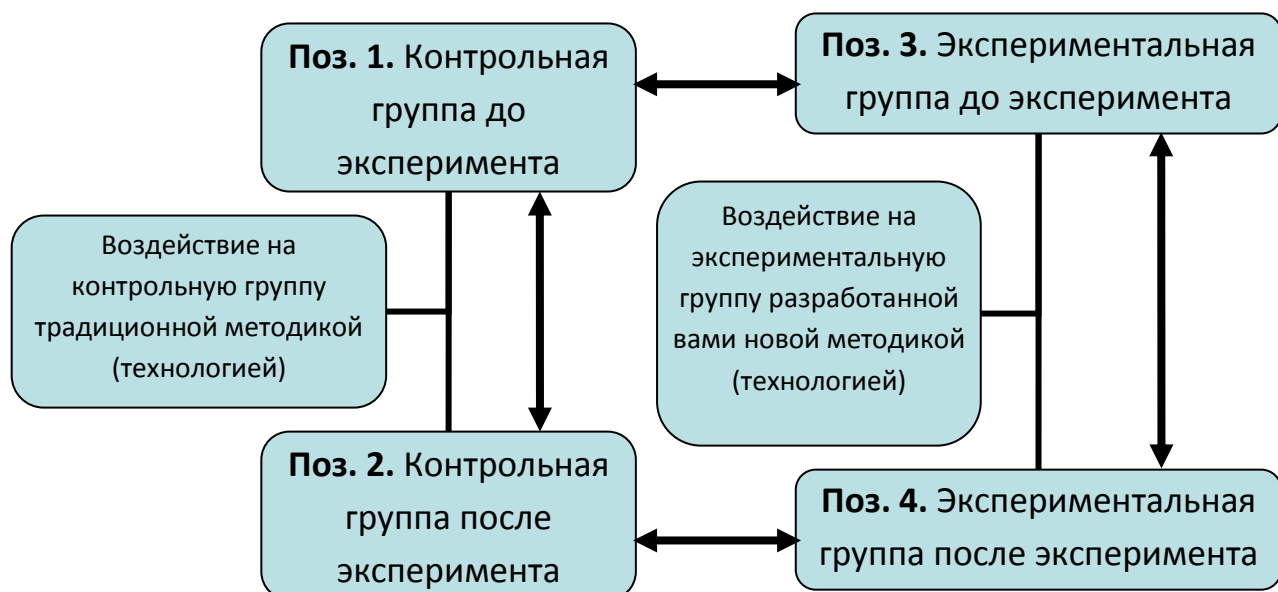 Поз. 1. Контрольная
группа до
эксперимента
Поз. 3. Экспериментальная
группа до эксперимента
Воздействие на
контрольную группу
традиционной методикой
(технологией)
Воздействие на
экспериментальную
группу разработанной
вами новой методикой
(технологией)
Поз. 2. Контрольная
группа после
эксперимента
Поз. 4. Экспериментальная
группа после эксперимента